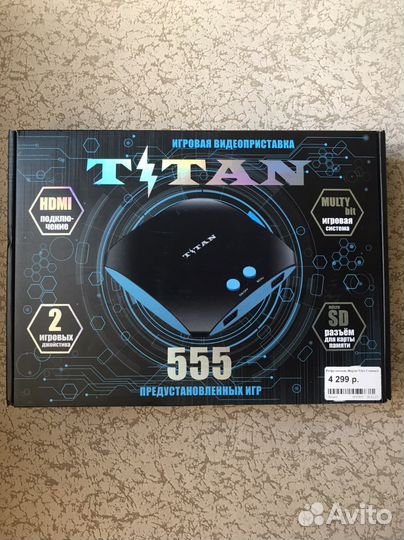 ИГРОВАЯ ВИДЕОПРИСТАВКА
TITAN
HDMI
подклю-
чение
MULTY
bit
игровая
система
TITAN
2
игровых
джойстика
micro
SD
разъём
для карты
памяти
555
ПРЕДУСТАНОВЛЕННЫХ ИГР
4 299 р.
Avito